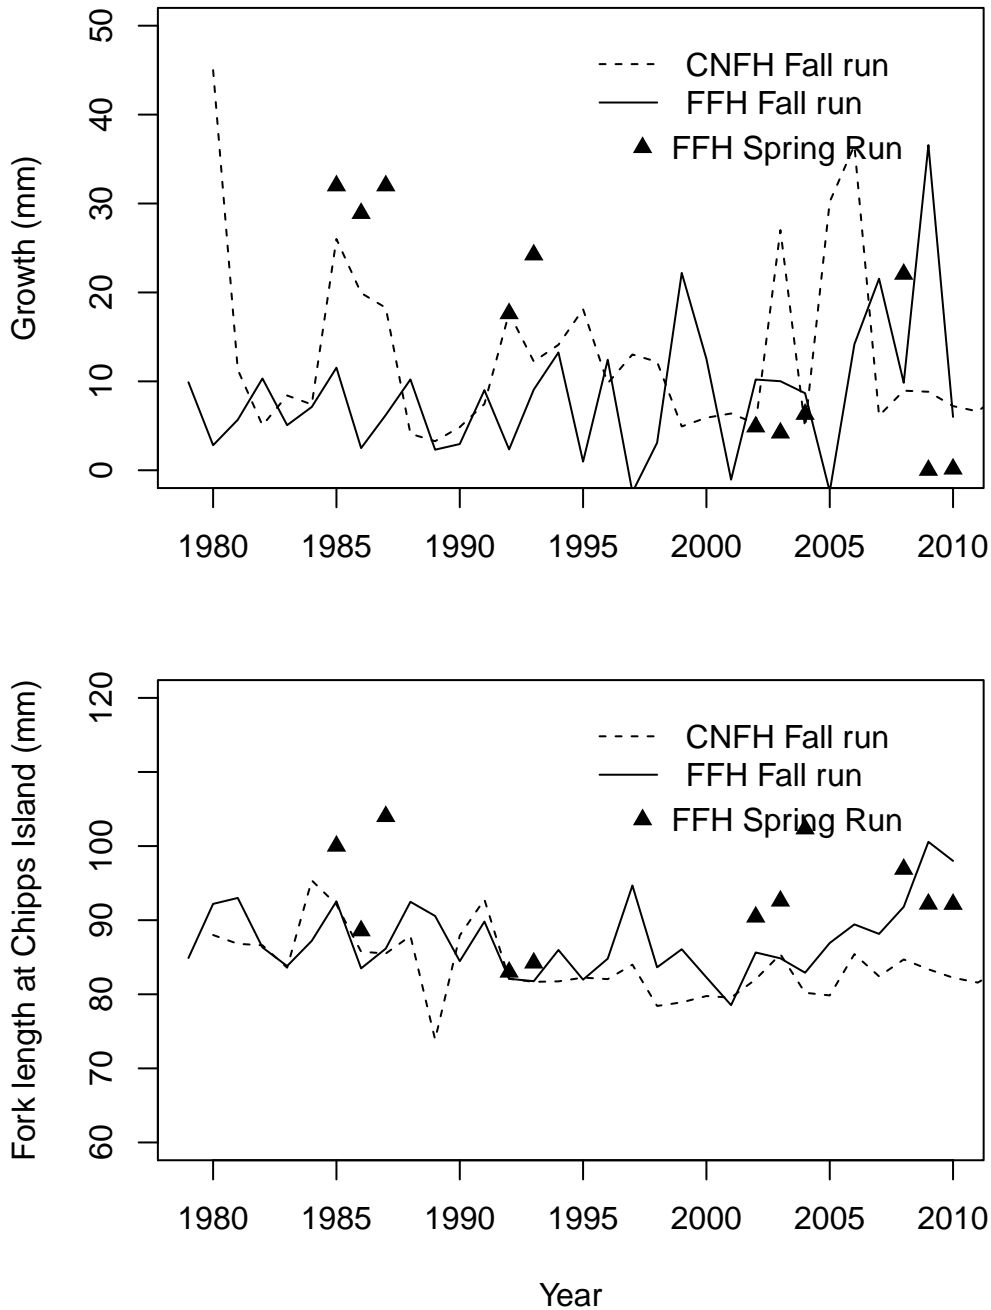 50
40
30
20
10
0
Growth (mm)
CNFH Fall run
FFH Fall run
FFH Spring Run
1980 1985 1990 1995 2000 2005 2010
120
100
90
80
70
60
Fork length at Chipps Island (mm)
CNFH Fall run
FFH Fall run
FFH Spring Run
1980 1985 1990 1995 2000 2005 2010
Year